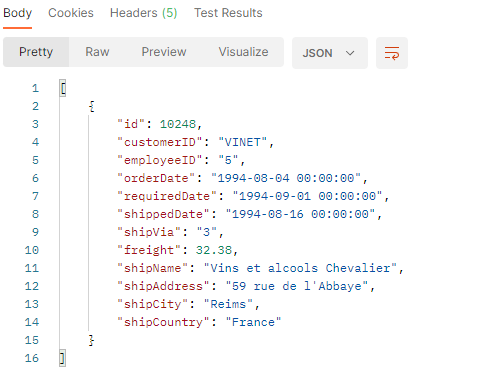 Body Cookies Headers (5) Test Results
Pretty Raw Preview Visualize JSON
1 [
2 {
3 "id": 10248,
4 "customerID": "VINET",
5 "employeeID": "5",
6 "orderDate": "1994-08-04 00:00:00",
7 "requiredDate": "1994-09-01 00:00:00",
8 "shippedDate": "1994-08-16 00:00:00",
9 "shipVia": "3",
10 "freight": 32.38,
11 "shipName": "Vins et alcools Chevalier",
12 "shipAddress": "59 rue de l'Abbaye",
13 "shipCity": "Reims",
14 "shipCountry": "France"
15 }
16 ]